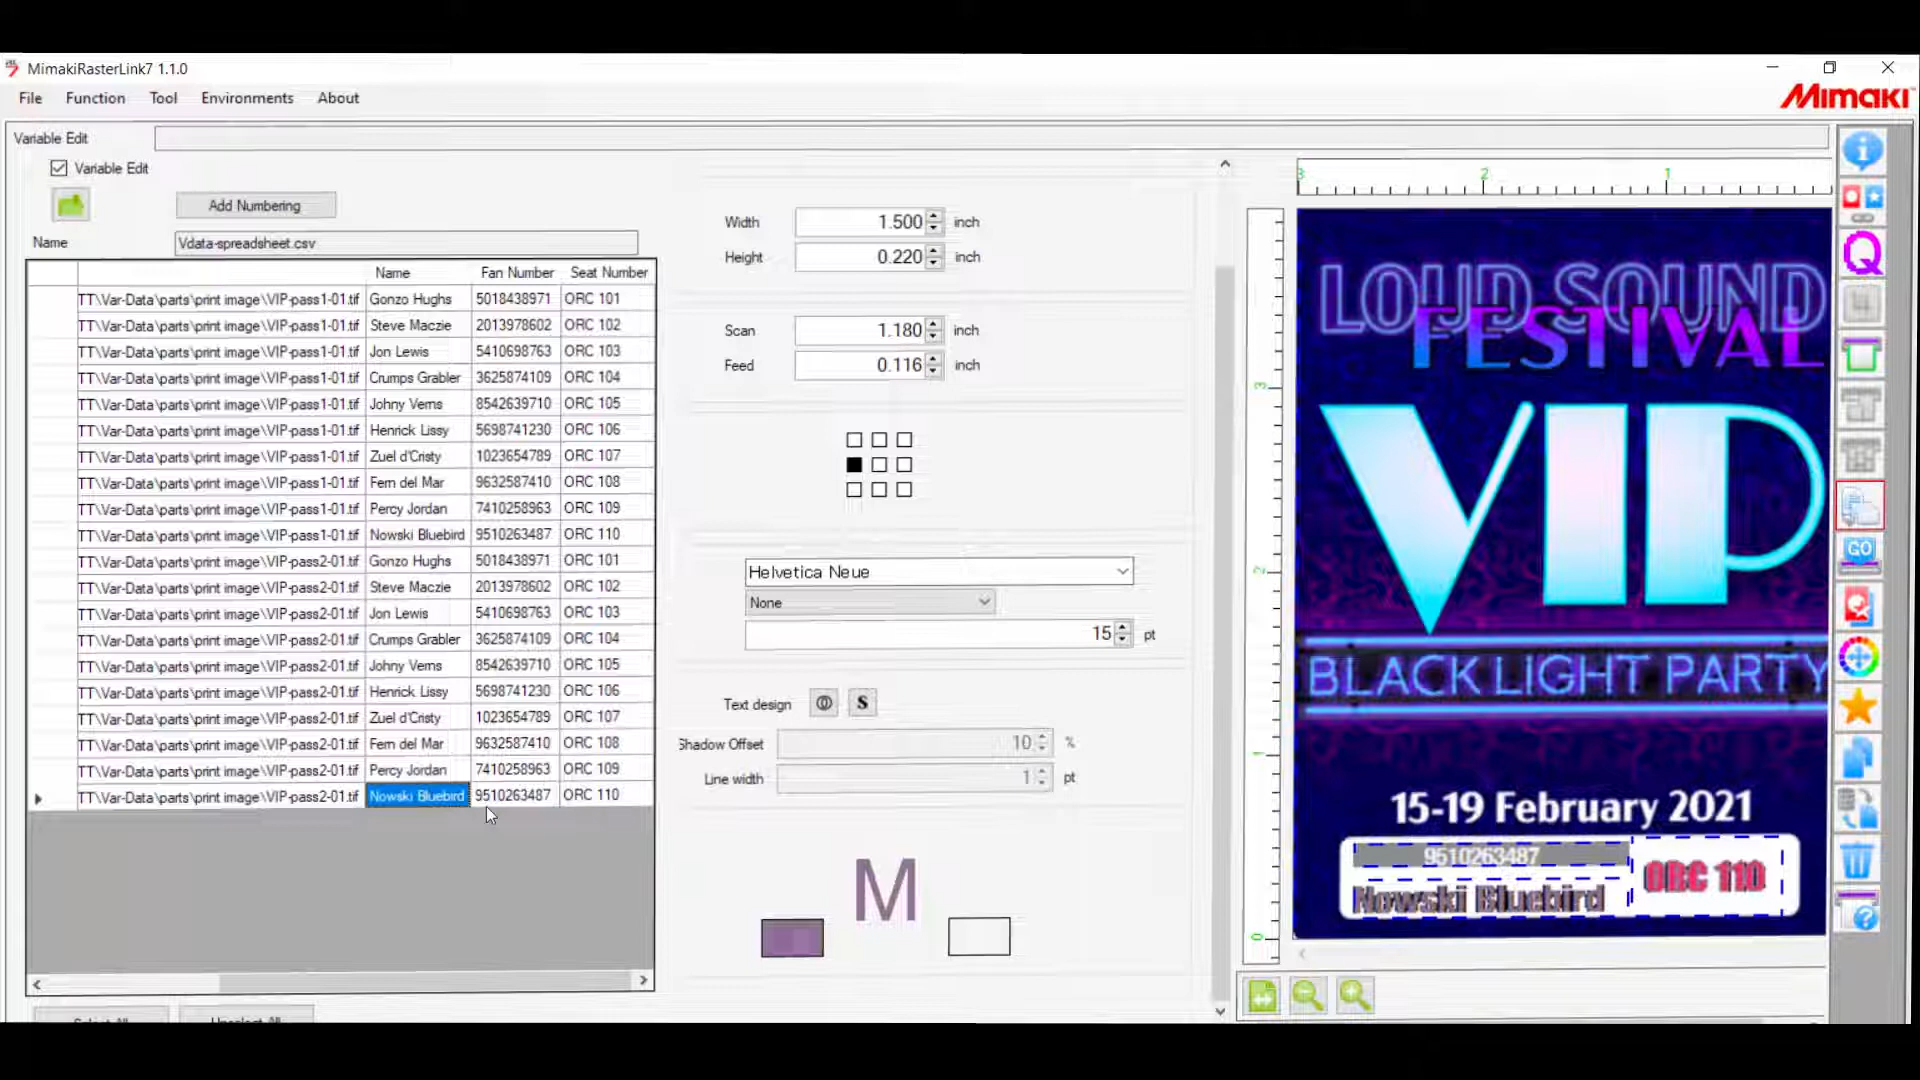 MimakiRasterLink7 1.1.0
File Function Tool Environments About
Mimaki
Variable Edit
Variable Edit
Add Numbering
Name Vdata-spreadsheet.csv
Name Fan Number Seat Number
TT\Var-Data\parts\print image\VIP-pass1-01.tif Gonzo Hughs 5018438971 ORC 101
TT\Var-Data\parts\print image\VIP-pass1-01.tif Steve Maczie 2013978602 ORC 102
TT\Var-Data\parts\print image\VIP-pass1-01.tif Jon Lewis 5410698763 ORC 103
TT\Var-Data\parts\print image\VIP-pass1-01.tif Crumps Grabler 3625874109 ORC 104
TT\Var-Data\parts\print image\VIP-pass1-01.tif Johny Verns 8542639710 ORC 105
TT\Var-Data\parts\print image\VIP-pass1-01.tif Henrick Lissy 5698741230 ORC 106
TT\Var-Data\parts\print image\VIP-pass1-01.tif Zuel d'Cristy 1023654789 ORC 107
TT\Var-Data\parts\print image\VIP-pass1-01.tif Fern del Mar 9632587410 ORC 108
TT\Var-Data\parts\print image\VIP-pass1-01.tif Percy Jordan 7410258963 ORC 109
TT\Var-Data\parts\print image\VIP-pass1-01.tif Nowski Bluebird 9510263487 ORC 110
TT\Var-Data\parts\print image\VIP-pass2-01.tif Gonzo Hughs 5018438971 ORC 101
TT\Var-Data\parts\print image\VIP-pass2-01.tif Steve Maczie 2013978602 ORC 102
TT\Var-Data\parts\print image\VIP-pass2-01.tif Jon Lewis 5410698763 ORC 103
TT\Var-Data\parts\print image\VIP-pass2-01.tif Crumps Grabler 3625874109 ORC 104
TT\Var-Data\parts\print image\VIP-pass2-01.tif Johny Verns 8542639710 ORC 105
TT\Var-Data\parts\print image\VIP-pass2-01.tif Henrick Lissy 5698741230 ORC 106
TT\Var-Data\parts\print image\VIP-pass2-01.tif Zuel d'Cristy 1023654789 ORC 107
TT\Var-Data\parts\print image\VIP-pass2-01.tif Fern del Mar 9632587410 ORC 108
TT\Var-Data\parts\print image\VIP-pass2-01.tif Percy Jordan 7410258963 ORC 109
TT\Var-Data\parts\print image\VIP-pass2-01.tif Nowski Bluebird 9510263487 ORC 110
Select All Unselect All
Width 1.500 inch
Height 0.220 inch
Scan 1.180 inch
Feed 0.116 inch
Helvetica Neue
None
15 pt
Text design S
Shadow Offset 10 %
Line width 1 pt
M
3 2 1
3
2
1
0
LOUD SOUND
FESTIVAL
VIP
BLACK LIGHT PARTY
15-19 February 2021
9510263487
ORC 110
Nowski Bluebird
Q
GO